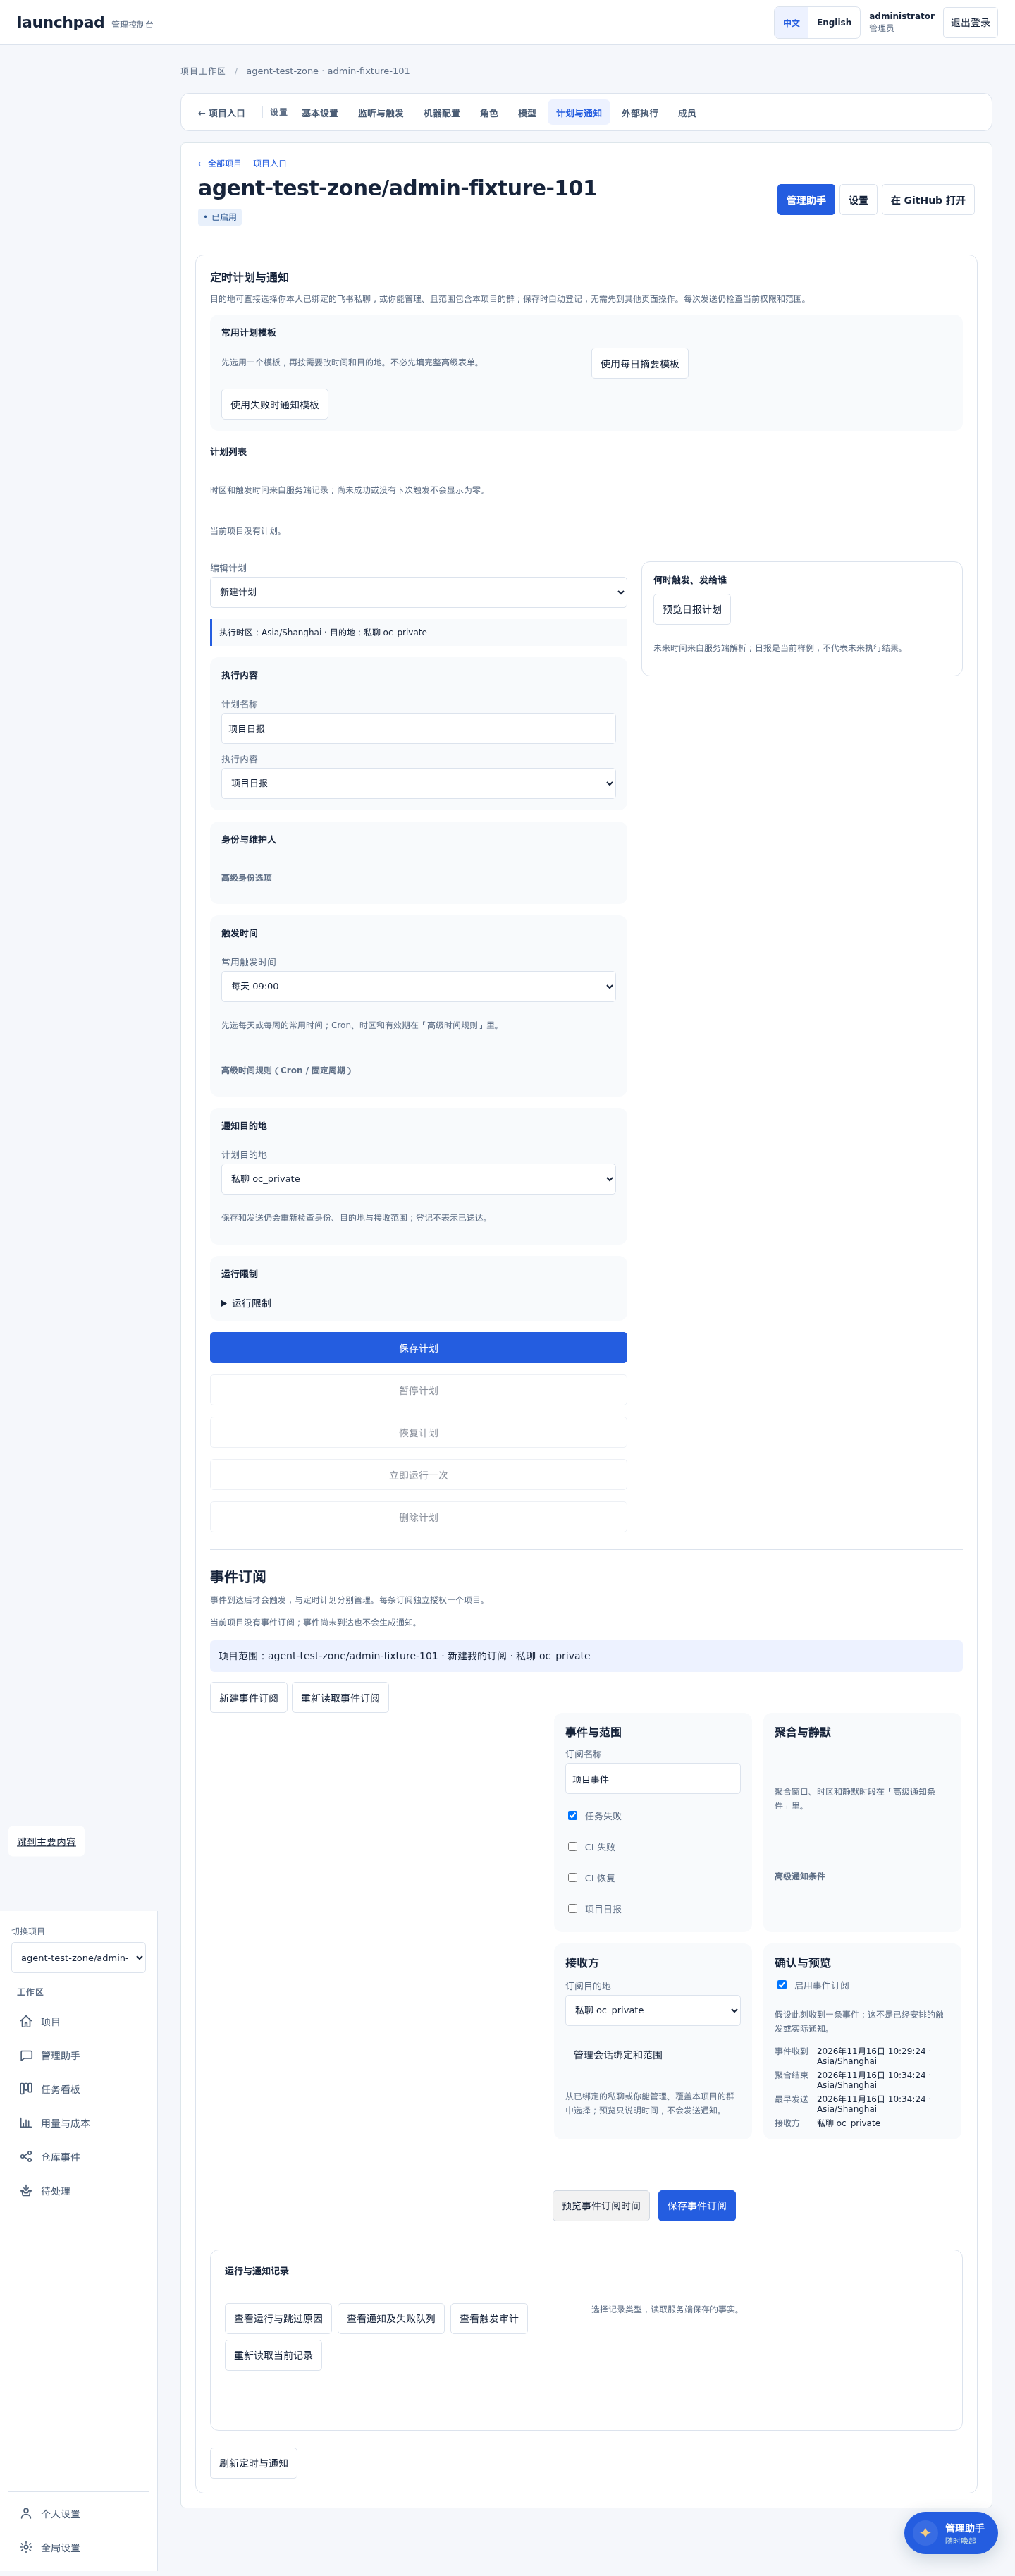 launchpad 管理控制台
中文 English
administrator
管理员
退出登录
项目工作区 / agent-test-zone · admin-fixture-101
← 项目入口 设置 基本设置 监听与触发 机器配置 角色 模型 计划与通知 外部执行 成员
← 全部项目 项目入口
agent-test-zone/admin-fixture-101
• 已启用
管理助手 设置 在 GitHub 打开
定时计划与通知
目的地可直接选择你本人已绑定的飞书私聊，或你能管理、且范围包含本项目的群；保存时自动登记，无需先到其他页面操作。每次发送仍检查当前权限和范围。
常用计划模板
先选用一个模板，再按需要改时间和目的地。不必先填完整高级表单。
使用每日摘要模板
使用失败时通知模板
计划列表
时区和触发时间来自服务端记录；尚未成功或没有下次触发不会显示为零。
当前项目没有计划。
编辑计划
新建计划
执行时区：Asia/Shanghai · 目的地：私聊 oc_private
何时触发、发给谁
预览日报计划
未来时间来自服务端解析；日报是当前样例，不代表未来执行结果。
执行内容
计划名称
项目日报
执行内容
项目日报
身份与维护人
高级身份选项
触发时间
常用触发时间
每天 09:00
先选每天或每周的常用时间；Cron、时区和有效期在「高级时间规则」里。
高级时间规则（Cron / 固定周期）
通知目的地
计划目的地
私聊 oc_private
保存和发送仍会重新检查身份、目的地与接收范围；登记不表示已送达。
运行限制
▶ 运行限制
保存计划
暂停计划
恢复计划
立即运行一次
删除计划
事件订阅
事件到达后才会触发，与定时计划分别管理。每条订阅独立授权一个项目。
当前项目没有事件订阅；事件尚未到达也不会生成通知。
项目范围：agent-test-zone/admin-fixture-101 · 新建我的订阅 · 私聊 oc_private
新建事件订阅 重新读取事件订阅
事件与范围
订阅名称
项目事件
任务失败
CI 失败
CI 恢复
项目日报
聚合与静默
聚合窗口、时区和静默时段在「高级通知条
件」里。
高级通知条件
接收方
订阅目的地
私聊 oc_private
管理会话绑定和范围
从已绑定的私聊或你能管理、覆盖本项目的群
中选择；预览只说明时间，不会发送通知。
确认与预览
启用事件订阅
假设此刻收到一条事件；这不是已经安排的触
发或实际通知。
事件收到 2026年11月16日 10:29:24 ·
Asia/Shanghai
聚合结束 2026年11月16日 10:34:24 ·
Asia/Shanghai
最早发送 2026年11月16日 10:34:24 ·
Asia/Shanghai
接收方 私聊 oc_private
预览事件订阅时间 保存事件订阅
运行与通知记录
查看运行与跳过原因 查看通知及失败队列 查看触发审计
重新读取当前记录
选择记录类型，读取服务端保存的事实。
刷新定时与通知
跳到主要内容
切换项目
agent-test-zone/admin-
工作区
项目
管理助手
任务看板
用量与成本
仓库事件
待处理
个人设置
全局设置
管理助手
随时唤起